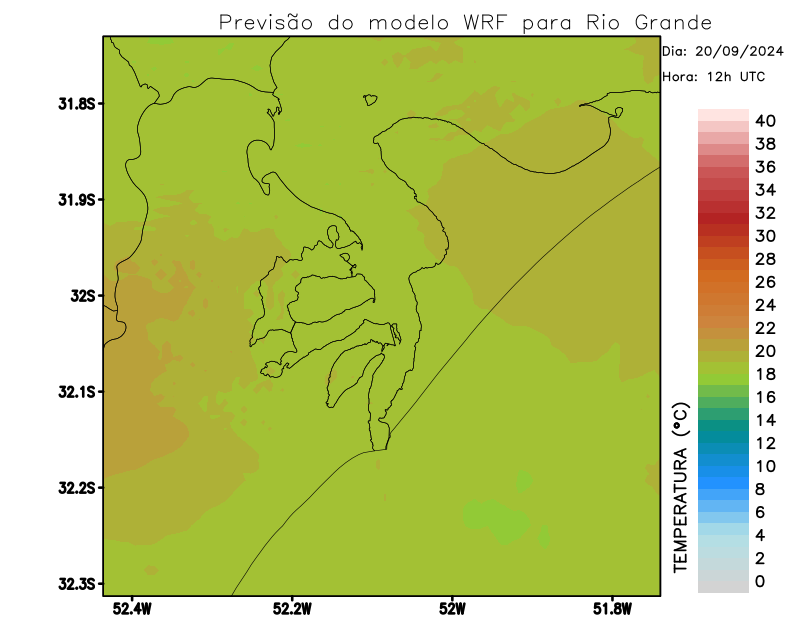 Previsão do modelo WRF para Rio Grande
Dia: 20/09/2024
Hora: 12h UTC
31.8S
31.9S
32S
32.1S
32.2S
32.3S
52.4W
52.2W
52W
51.8W
TEMPERATURA (°C)
40
38
36
34
32
30
28
26
24
22
20
18
16
14
12
10
8
6
4
2
0